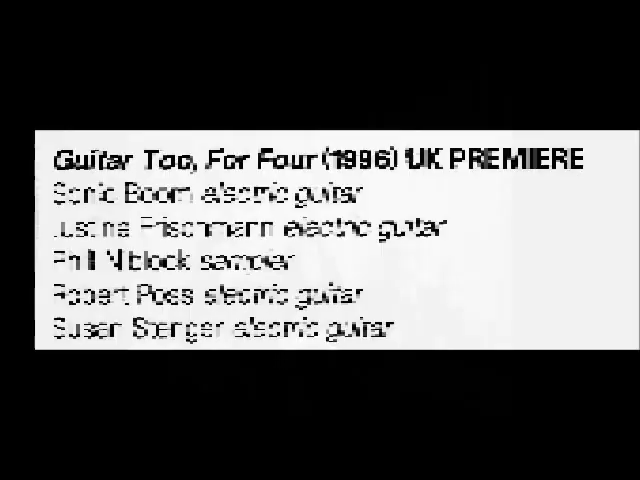 Guitar Too, For Four (1996) UK PREMIERE
Sonic Boom electric guitar
Justine Frischmann electric guitar
Phill Niblock sampler
Robert Poss electric guitar
Susan Stenger electric guitar